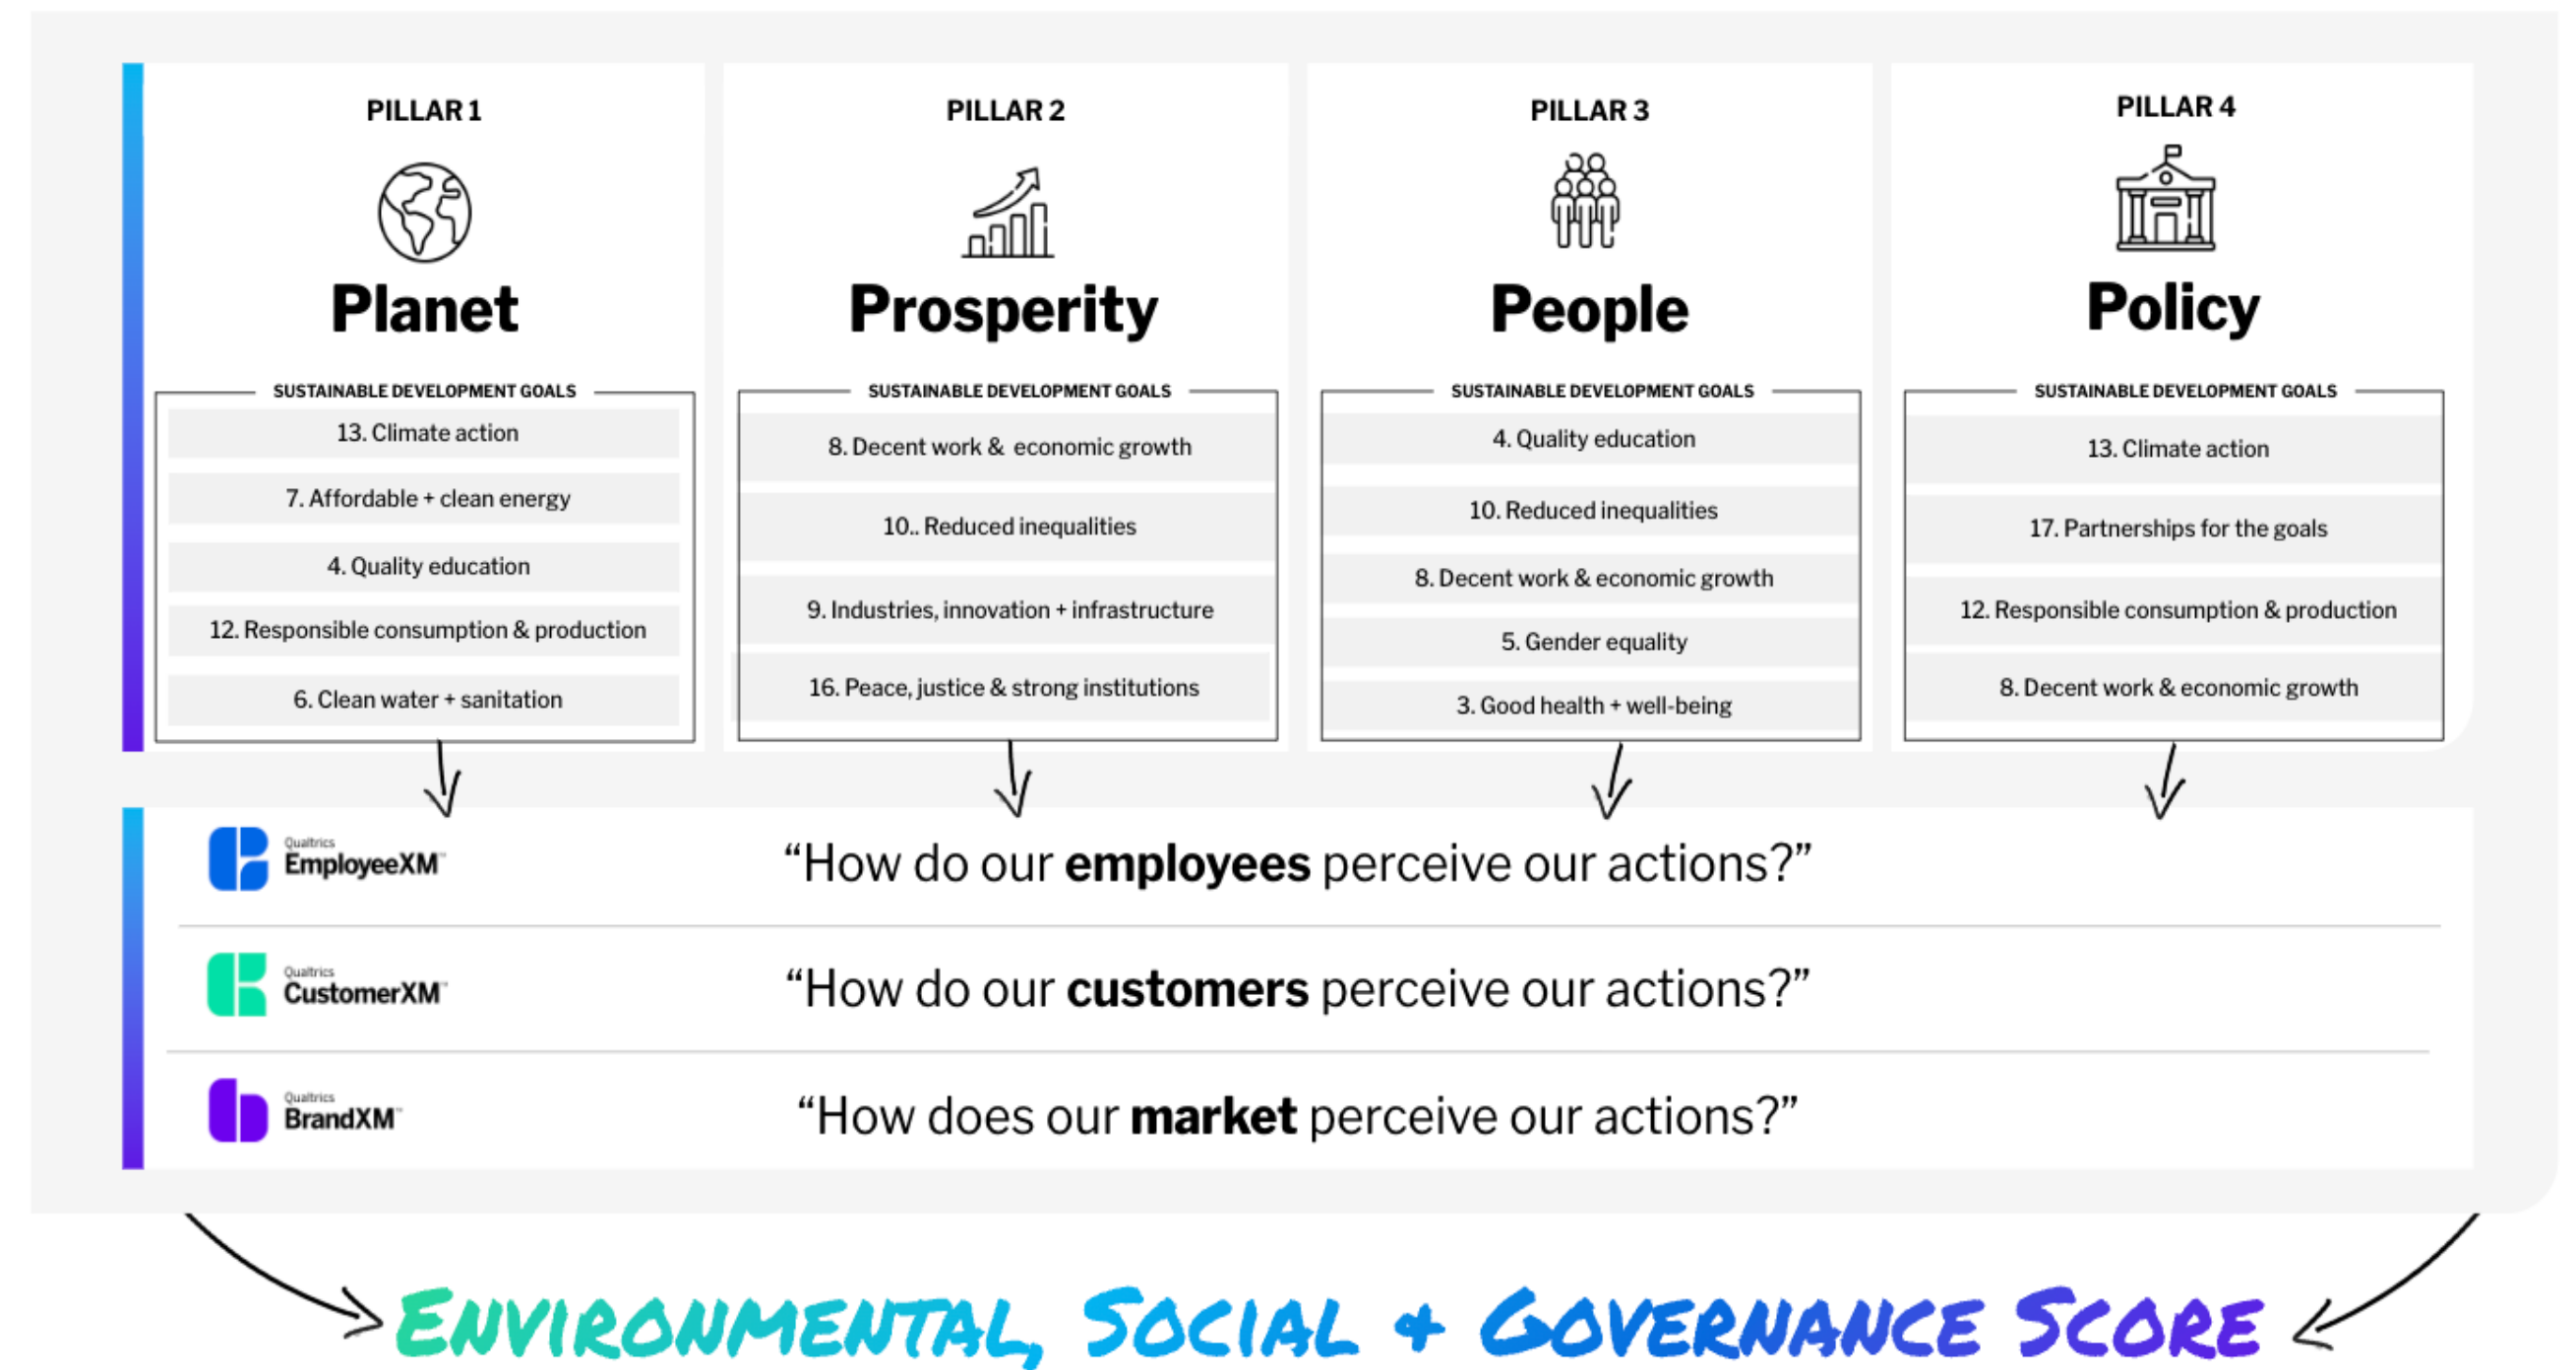 PILLAR 1
Planet
SUSTAINABLE DEVELOPMENT GOALS
13. Climate action
7. Affordable + clean energy
4. Quality education
12. Responsible consumption & production
6. Clean water + sanitation
PILLAR 2
Prosperity
SUSTAINABLE DEVELOPMENT GOALS
8. Decent work & economic growth
10.. Reduced inequalities
9. Industries, innovation + infrastructure
16. Peace, justice & strong institutions
PILLAR 3
People
SUSTAINABLE DEVELOPMENT GOALS
4. Quality education
10. Reduced inequalities
8. Decent work & economic growth
5. Gender equality
3. Good health + well-being
PILLAR 4
Policy
SUSTAINABLE DEVELOPMENT GOALS
13. Climate action
17. Partnerships for the goals
12. Responsible consumption & production
8. Decent work & economic growth
Qualtrics
EmployeeXM™
“How do our employees perceive our actions?”
Qualtrics
CustomerXM™
“How do our customers perceive our actions?”
Qualtrics
BrandXM™
“How does our market perceive our actions?”
ENVIRONMENTAL, SOCIAL & GOVERNANCE SCORE